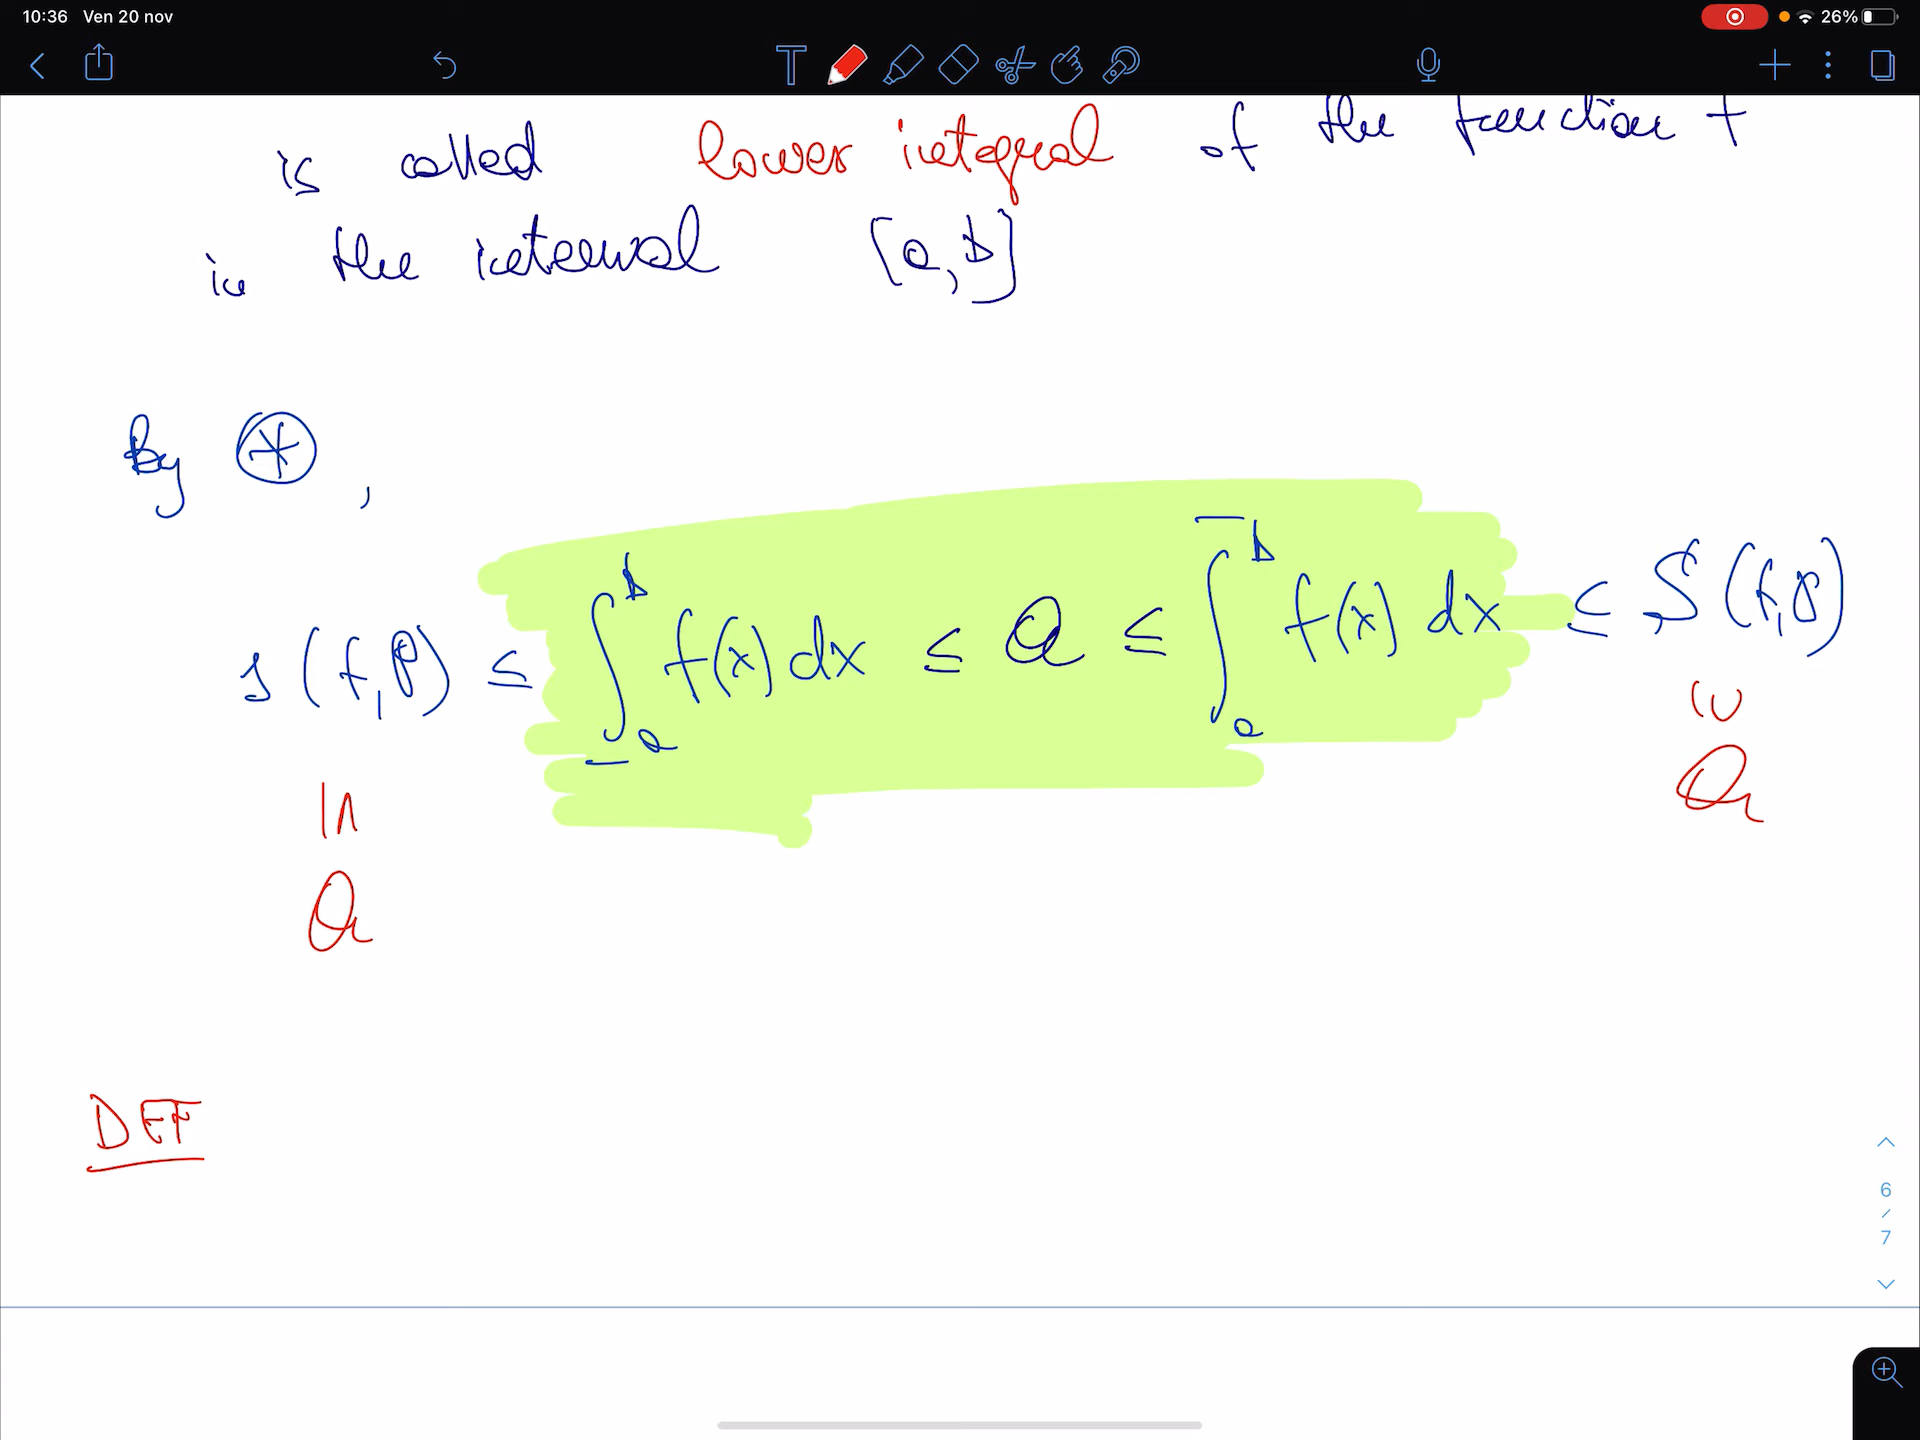 10:36 Ven 20 nov 26%
is called lower integral of the function f
in the interval [a, b]
By ⊛ ,
s(f, P) ≤ ∫_a^b f(x) dx ≤ a ≤ ∫_a^b f(x) dx ≤ S(f, P)
a
a
DEF
6
/
7